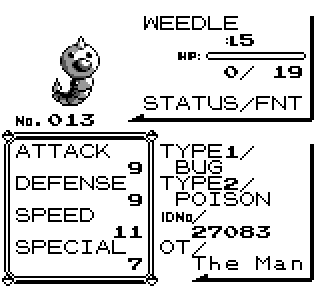 WEEDLE
:L5
HP:
0/ 19
STATUS/FNT
No.013
ATTACK
9
DEFENSE
9
SPEED
11
SPECIAL
7
TYPE1/
BUG
TYPE2/
POISON
IDNo/
27083
OT/
The Man